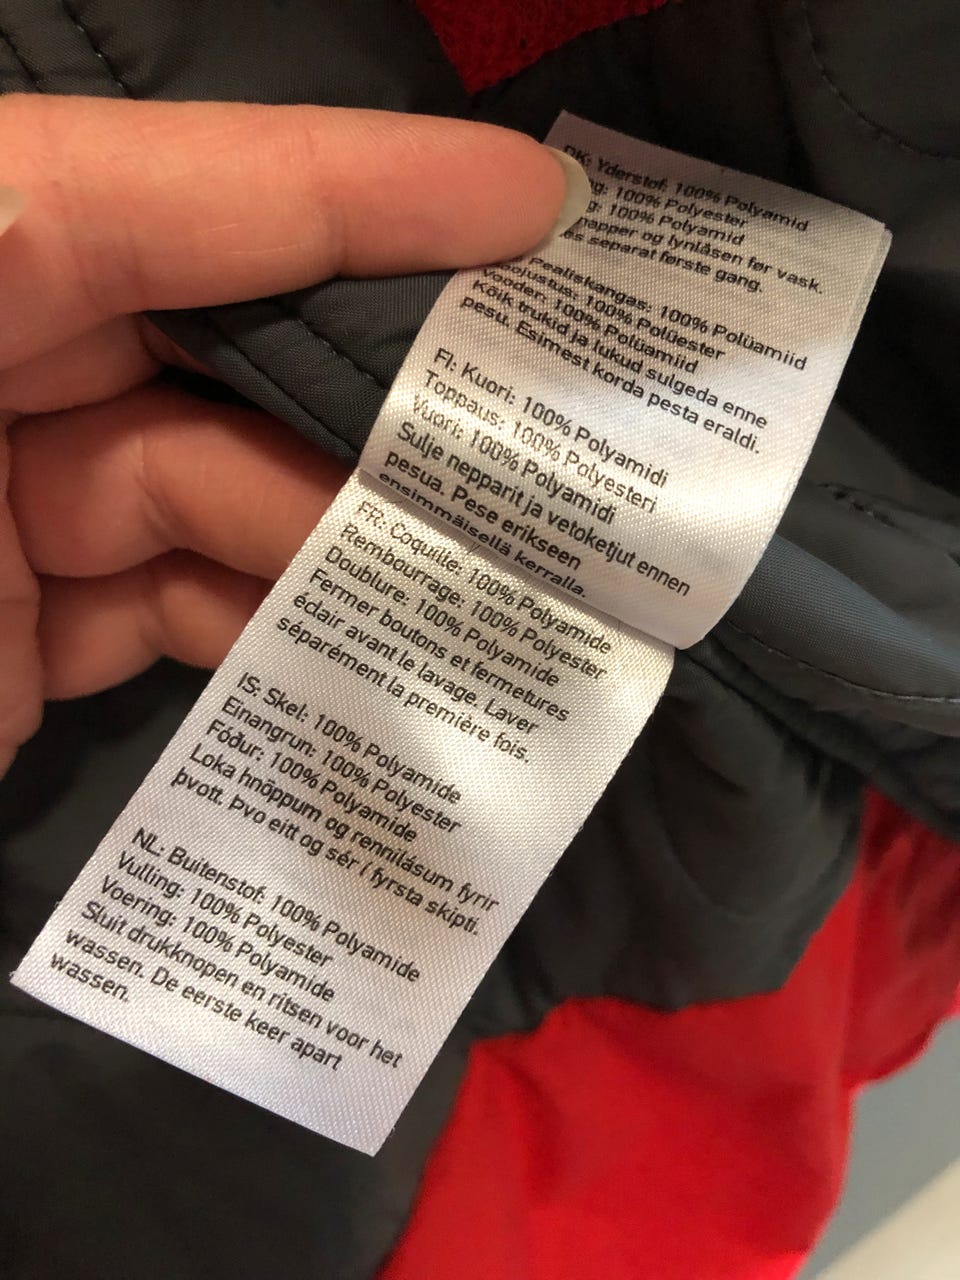 DK: Yderstof: 100% Polyamid
100% Polyester
100% Polyamid
og lynlåsen før vask.
separat første gang.
Pealiskangas: 100% Polüamiid
100% Polüester
Vooder: 100% Polüamiid
Kõik trukid ja lukud sulgeda enne
pesu. Esimest korda pesta eraldi.
FI: Kuori: 100% Polyamidi
Toppaus: 100% Polyesteri
Vuori: 100% Polyamidi
Sulje nepparit ja vetoketjut ennen
pesua. Pese erikseen
ensimmäisellä kerralla.
FR: Coquille: 100% Polyamide
Rembourrage: 100% Polyester
Doublure: 100% Polyamide
Fermer boutons et fermetures
éclair avant le lavage. Laver
séparément la première fois.
IS: Skel: 100% Polyamide
Einangrun: 100% Polyester
Fóður: 100% Polyamide
Loka hnöppum og rennilásum fyrir
þvott. Þvo eitt og sér í fyrsta skipti.
NL: Buitenstof: 100% Polyamide
Vulling: 100% Polyester
Voering: 100% Polyamide
Sluit drukknopen en ritsen voor het
wassen. De eerste keer apart
wassen.